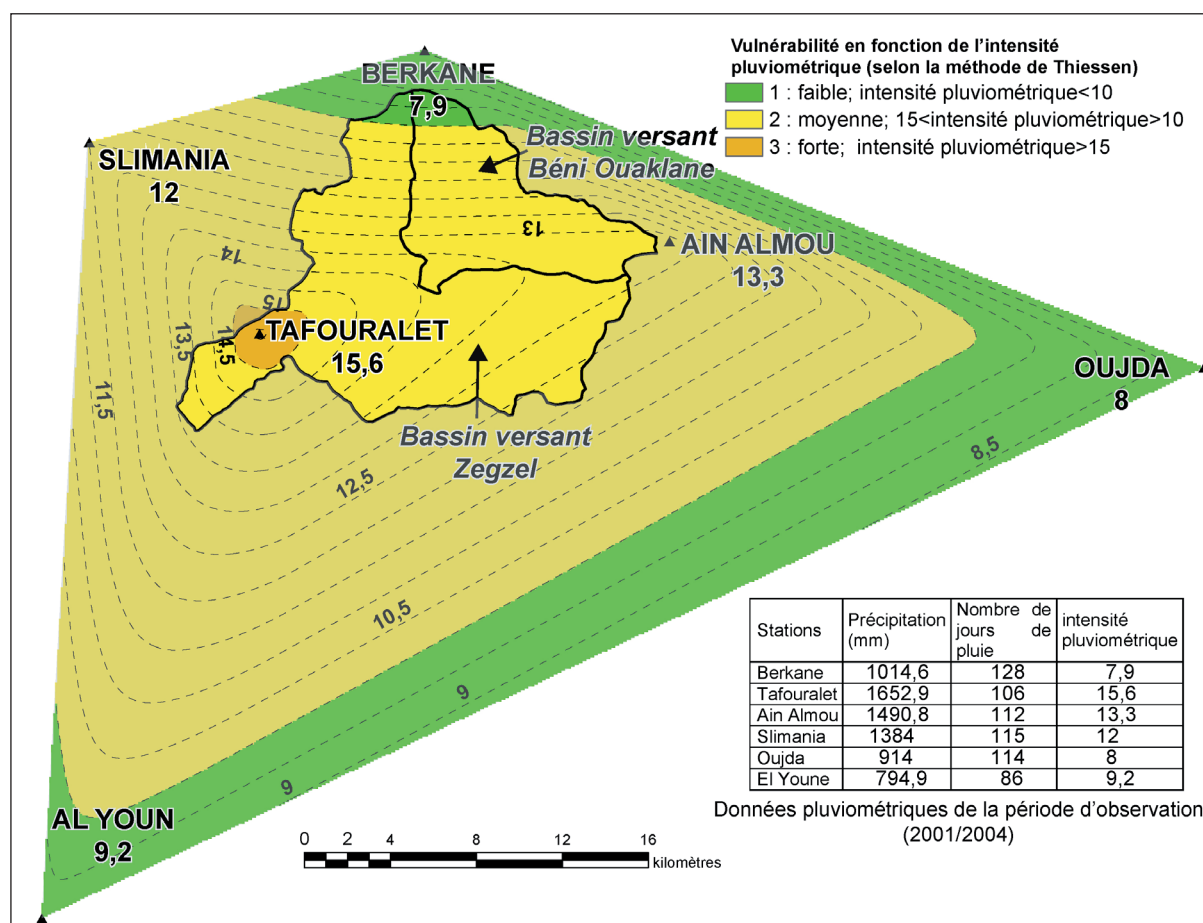 Vulnérabilité en fonction de l'intensité
pluviométrique (selon la méthode de Thiessen)
1 : faible; intensité pluviométrique<10
2 : moyenne; 15<intensité pluviométrique>10
3 : forte; intensité pluviométrique>15
BERKANE
7,9
Bassin versant
Béni Ouaklane
SLIMANIA
12
13
AIN ALMOU
13,3
14
15
TAFOURALET
15,6
13,5
14,5
11,5
OUJDA
8
Bassin versant
Zegzel
12,5
8,5
10,5
9
9
AL YOUN
9,2
0 2 4 8 12 16
kilomètres
Stations Précipitation (mm) Nombre de jours de pluie intensité pluviométrique
Berkane 1014,6 128 7,9
Tafouralet 1652,9 106 15,6
Ain Almou 1490,8 112 13,3
Slimania 1384 115 12
Oujda 914 114 8
El Youne 794,9 86 9,2
Données pluviométriques de la période d'observation
(2001/2004)